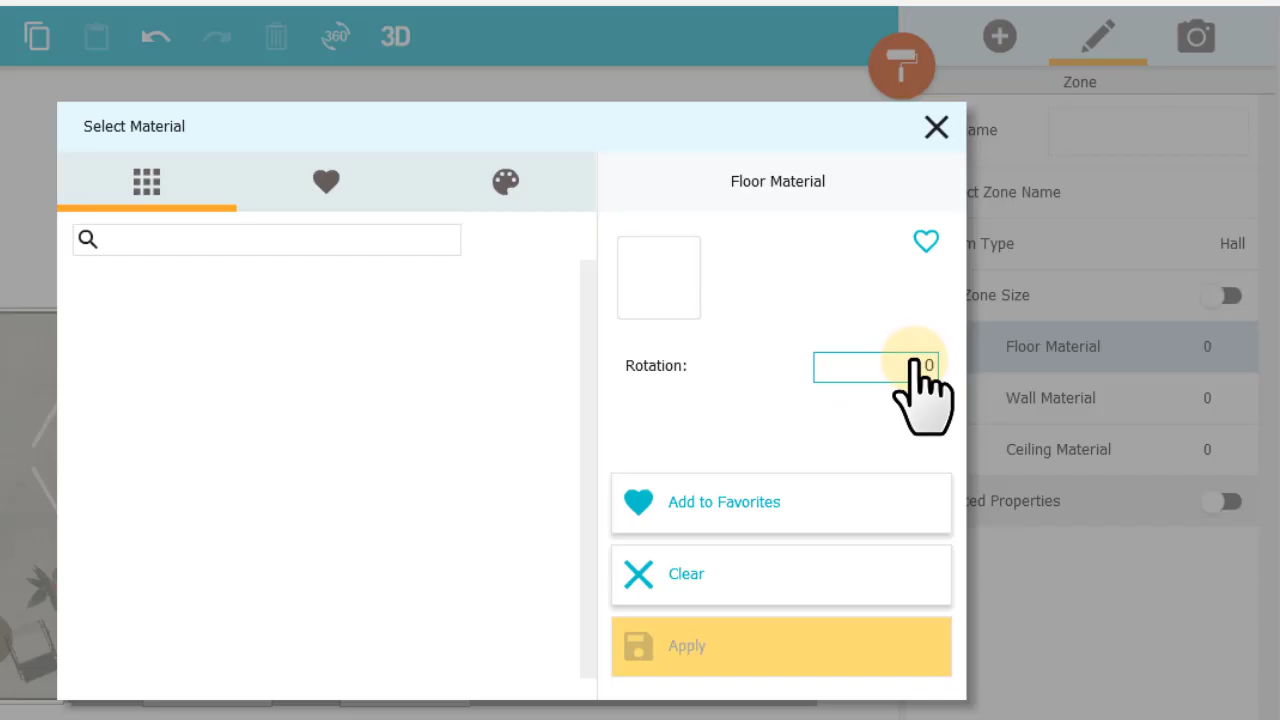 360
3D
Zone
Select Material
ame
Floor Material
ct Zone Name
m Type
Hall
Zone Size
Rotation:
0
Floor Material
0
Wall Material
0
Ceiling Material
0
Add to Favorites
ced Properties
Clear
Apply